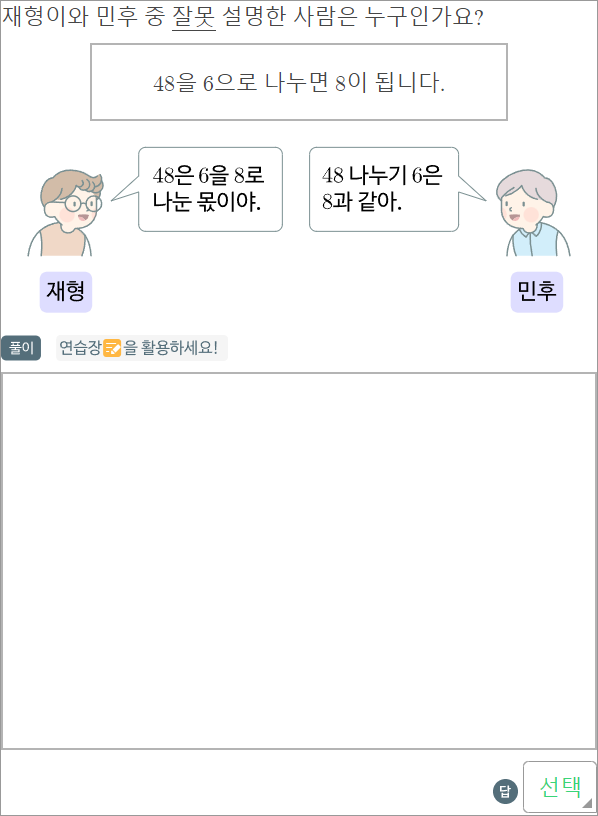 재형이와 민후 중 잘못 설명한 사람은 누구인가요?
48을 6으로 나누면 8이 됩니다.
48은 6을 8로
나눈 몫이야.
48 나누기 6은
8과 같아.
재형
민후
풀이 연습장을 활용하세요!
답 선택